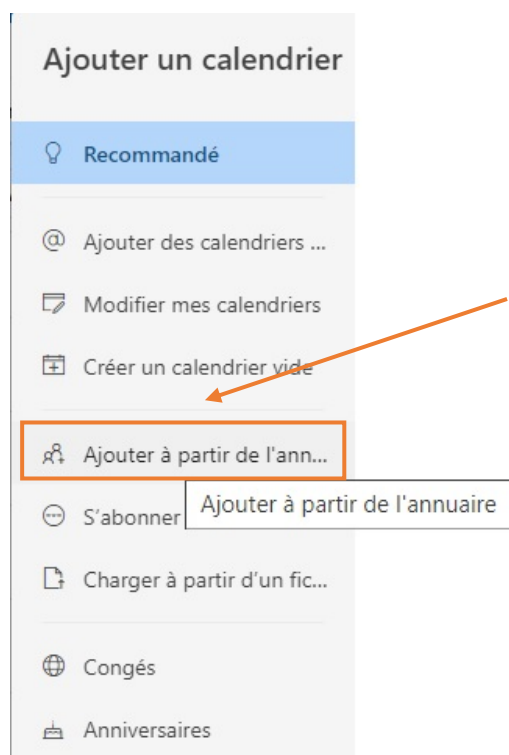 Ajouter un calendrier
Recommandé
Ajouter des calendriers ...
Modifier mes calendriers
Créer un calendrier vide
Ajouter à partir de l'ann...
Ajouter à partir de l'annuaire
S’abonner
Charger à partir d’un fic...
Congés
Anniversaires